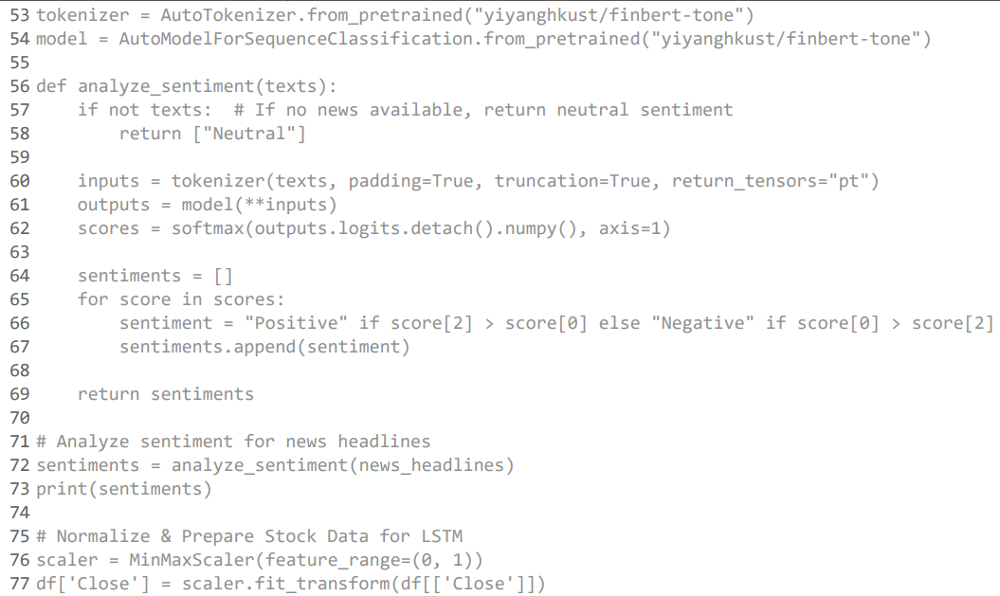 53 tokenizer = AutoTokenizer.from_pretrained("yiyanghkust/finbert-tone")
54 model = AutoModelForSequenceClassification.from_pretrained("yiyanghkust/finbert-tone")
55
56 def analyze_sentiment(texts):
57     if not texts:  # If no news available, return neutral sentiment
58         return ["Neutral"]
59
60     inputs = tokenizer(texts, padding=True, truncation=True, return_tensors="pt")
61     outputs = model(**inputs)
62     scores = softmax(outputs.logits.detach().numpy(), axis=1)
63
64     sentiments = []
65     for score in scores:
66         sentiment = "Positive" if score[2] > score[0] else "Negative" if score[0] > score[2]
67         sentiments.append(sentiment)
68
69     return sentiments
70
71 # Analyze sentiment for news headlines
72 sentiments = analyze_sentiment(news_headlines)
73 print(sentiments)
74
75 # Normalize & Prepare Stock Data for LSTM
76 scaler = MinMaxScaler(feature_range=(0, 1))
77 df['Close'] = scaler.fit_transform(df[['Close']])